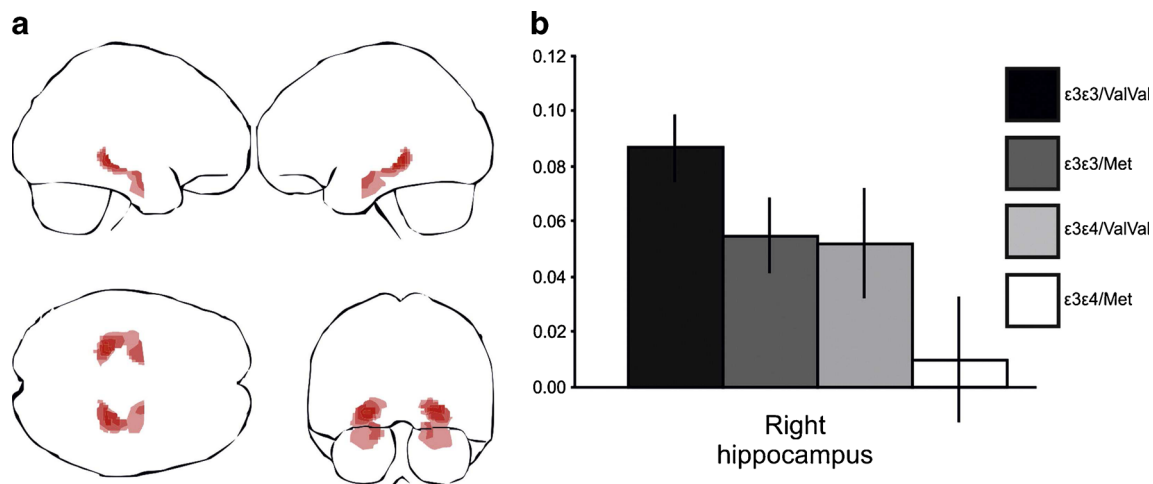 a
b
0.12
0.10
0.08
0.06
0.04
0.02
0.00
ε3ε3/ValVal
ε3ε3/Met
ε3ε4/ValVal
ε3ε4/Met
Right
hippocampus